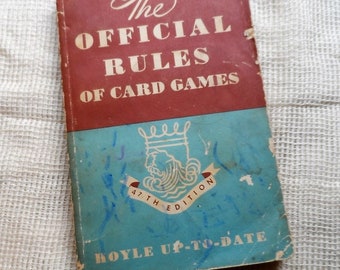 The
OFFICIAL
RULES
OF CARD GAMES
47TH EDITION
HOYLE UP-TO-DATE